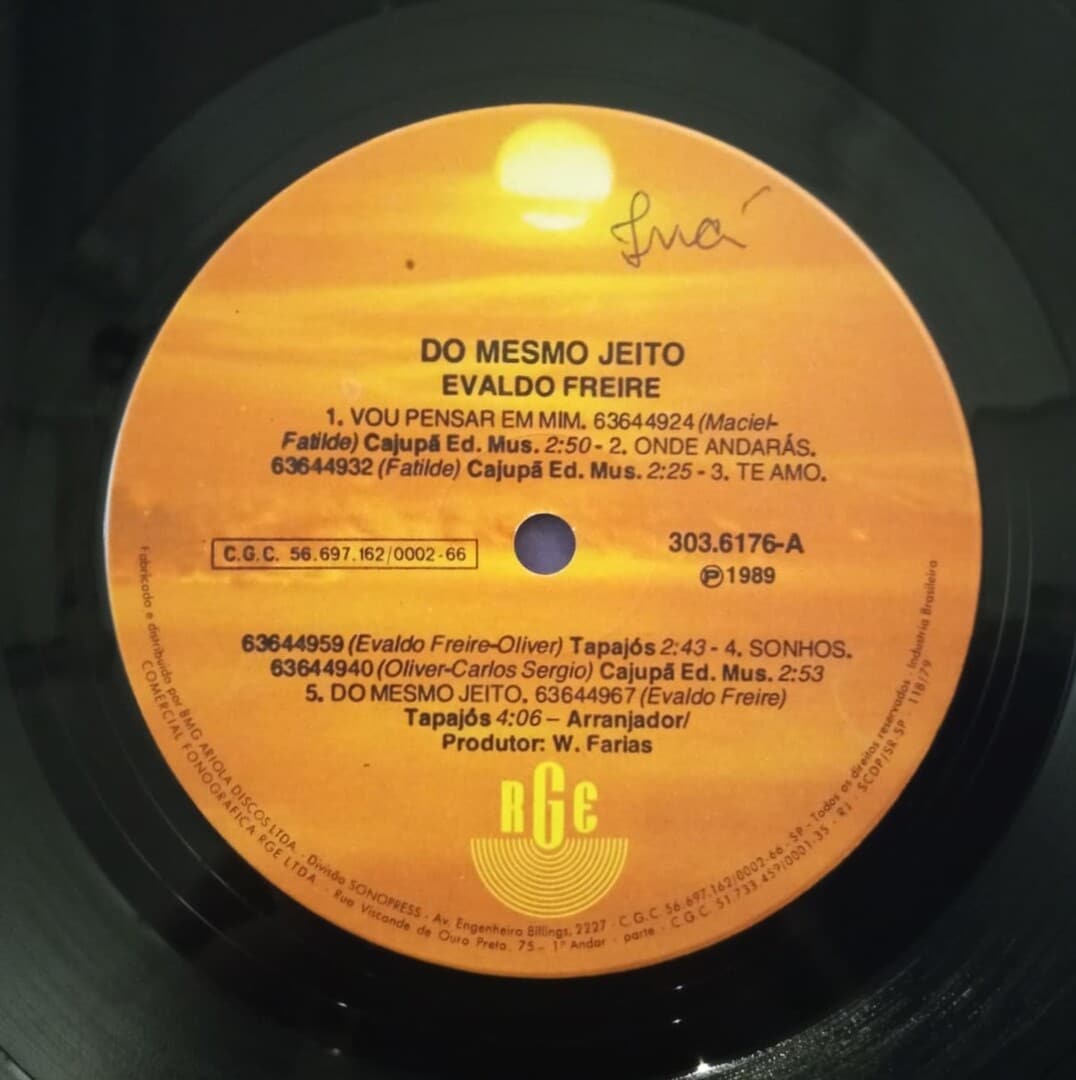 DO MESMO JEITO
EVALDO FREIRE
1. VOU PENSAR EM MIM. 63644924 (Maciel-
Fatilde) Cajupã Ed. Mus. 2:50 - 2. ONDE ANDARÁS.
63644932 (Fatilde) Cajupã Ed. Mus. 2:25 - 3. TE AMO.
C.G.C. 56.697.162/0002-66
303.6176-A
Ⓟ 1989
63644959 (Evaldo Freire-Oliver) Tapajós 2:43 - 4. SONHOS.
63644940 (Oliver-Carlos Sergio) Cajupã Ed. Mus. 2:53
5. DO MESMO JEITO. 63644967 (Evaldo Freire)
Tapajós 4:06 – Arranjador/
Produtor: W. Farias
RGE
Fabricado e distribuido por BMG ARIOLA DISCOS LTDA. - Divisão SONOPRESS - Av. Engenheiro Billings, 2227 - C.G.C. 56.697.162/0002-66 - SP - Todos os direitos reservados - Industria Brasileira
COMERCIAL FONOGRÁFICA RGE LTDA - Rua Visconde de Ouro Preto, 75 - 1º Andar - parte - C.G.C. 51.733.459/0001-35 - RJ - SCDP/SR.SP - 118/79